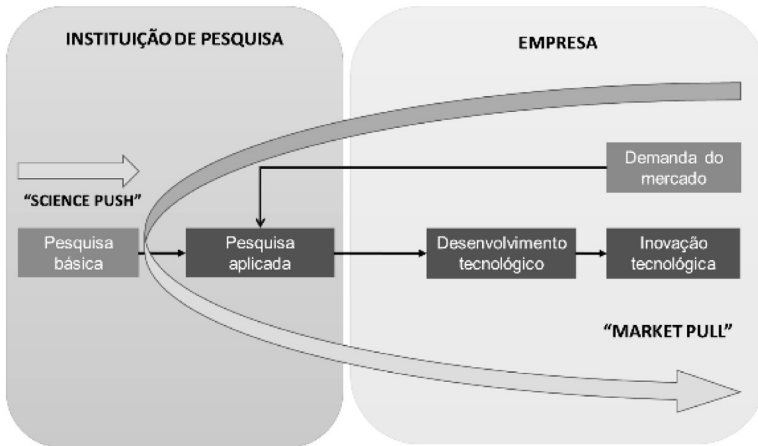 INSTITUIÇÃO DE PESQUISA
EMPRESA
Demanda do
mercado
“SCIENCE PUSH”
Pesquisa
básica
Pesquisa
aplicada
Desenvolvimento
tecnológico
Inovação
tecnológica
“MARKET PULL”